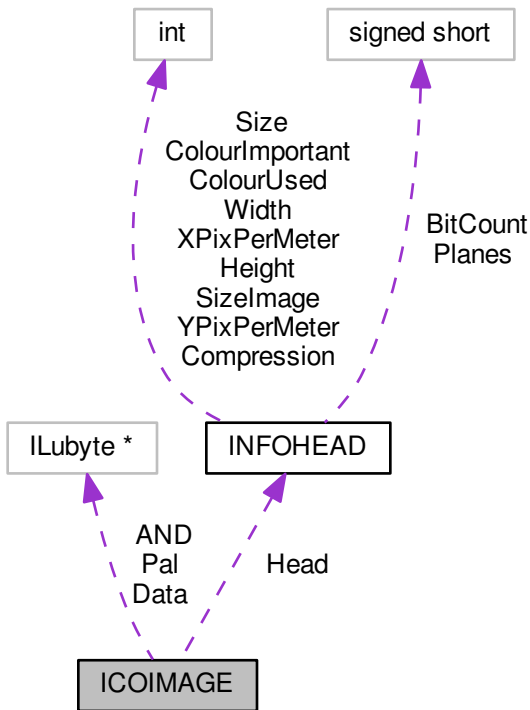 int
signed short
Size
ColourImportant
ColourUsed
Width
XPixPerMeter
Height
SizeImage
YPixPerMeter
Compression
BitCount
Planes
ILubyte *
INFOHEAD
AND
Pal
Data
Head
ICOIMAGE